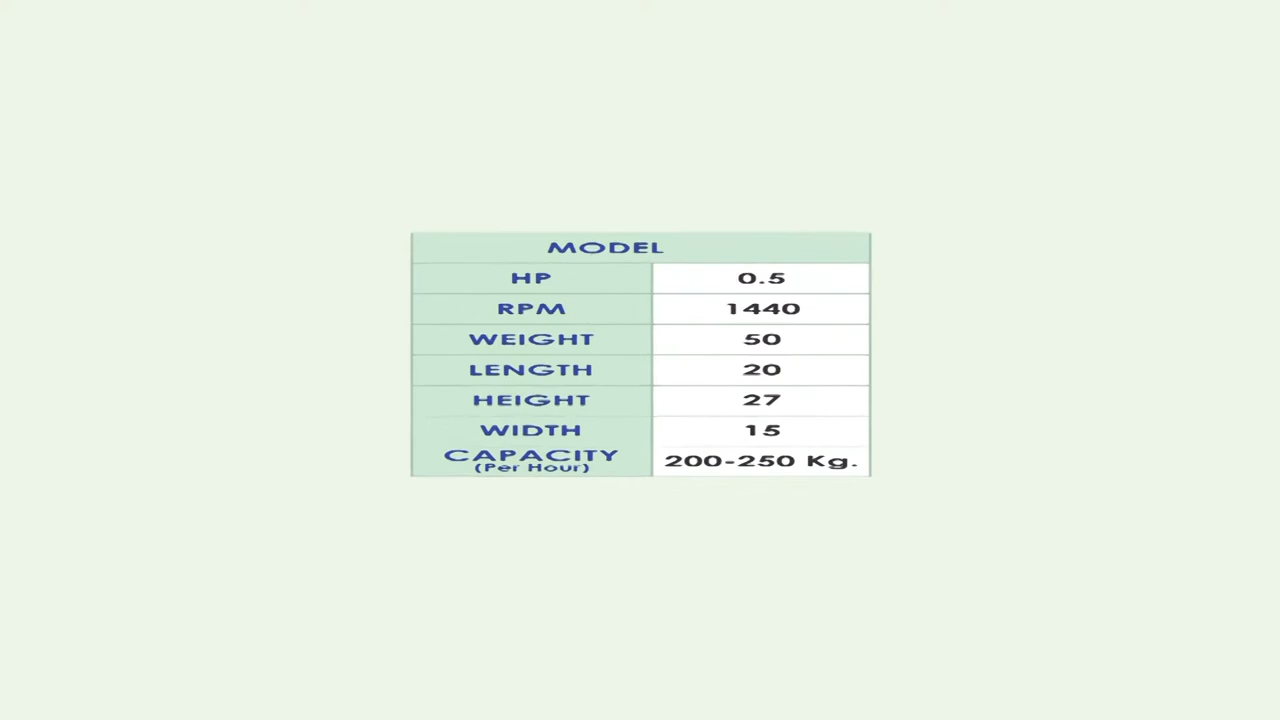 MODEL
HP 0.5
RPM 1440
WEIGHT 50
LENGTH 20
HEIGHT 27
WIDTH 15
CAPACITY
(Per Hour) 200-250 Kg.